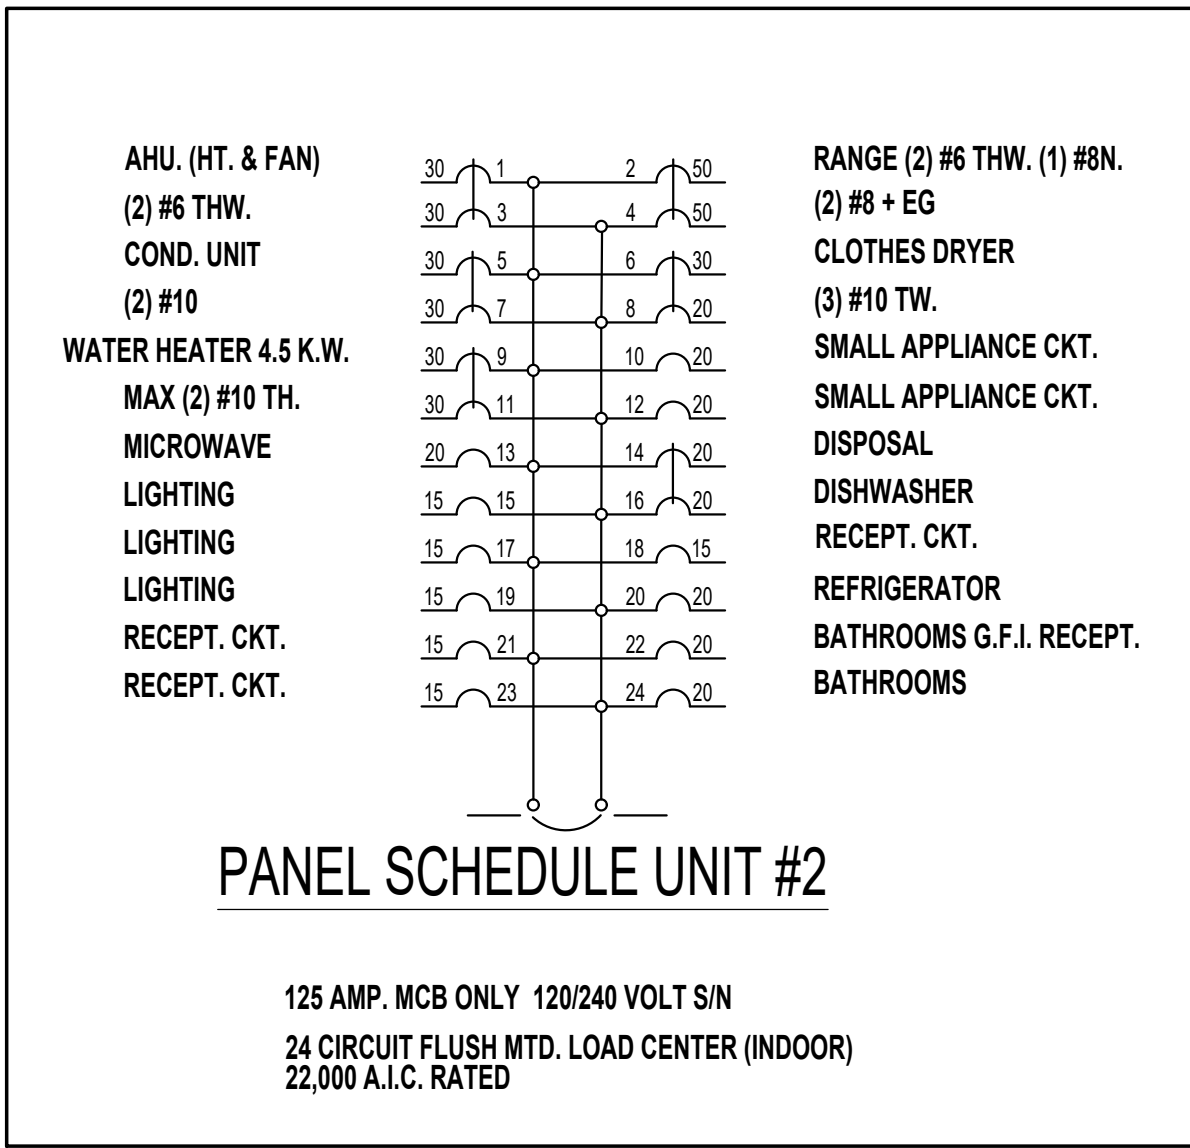 AHU. (HT. & FAN) 30 1 2 50 RANGE (2) #6 THW. (1) #8N.
(2) #6 THW. 30 3 4 50 (2) #8 + EG
COND. UNIT 30 5 6 30 CLOTHES DRYER
(2) #10 30 7 8 20 (3) #10 TW.
WATER HEATER 4.5 K.W. 30 9 10 20 SMALL APPLIANCE CKT.
MAX (2) #10 TH. 30 11 12 20 SMALL APPLIANCE CKT.
MICROWAVE 20 13 14 20 DISPOSAL
LIGHTING 15 15 16 20 DISHWASHER
LIGHTING 15 17 18 15 RECEPT. CKT.
LIGHTING 15 19 20 20 REFRIGERATOR
RECEPT. CKT. 15 21 22 20 BATHROOMS G.F.I. RECEPT.
RECEPT. CKT. 15 23 24 20 BATHROOMS
PANEL SCHEDULE UNIT #2
125 AMP. MCB ONLY 120/240 VOLT S/N
24 CIRCUIT FLUSH MTD. LOAD CENTER (INDOOR)
22,000 A.I.C. RATED